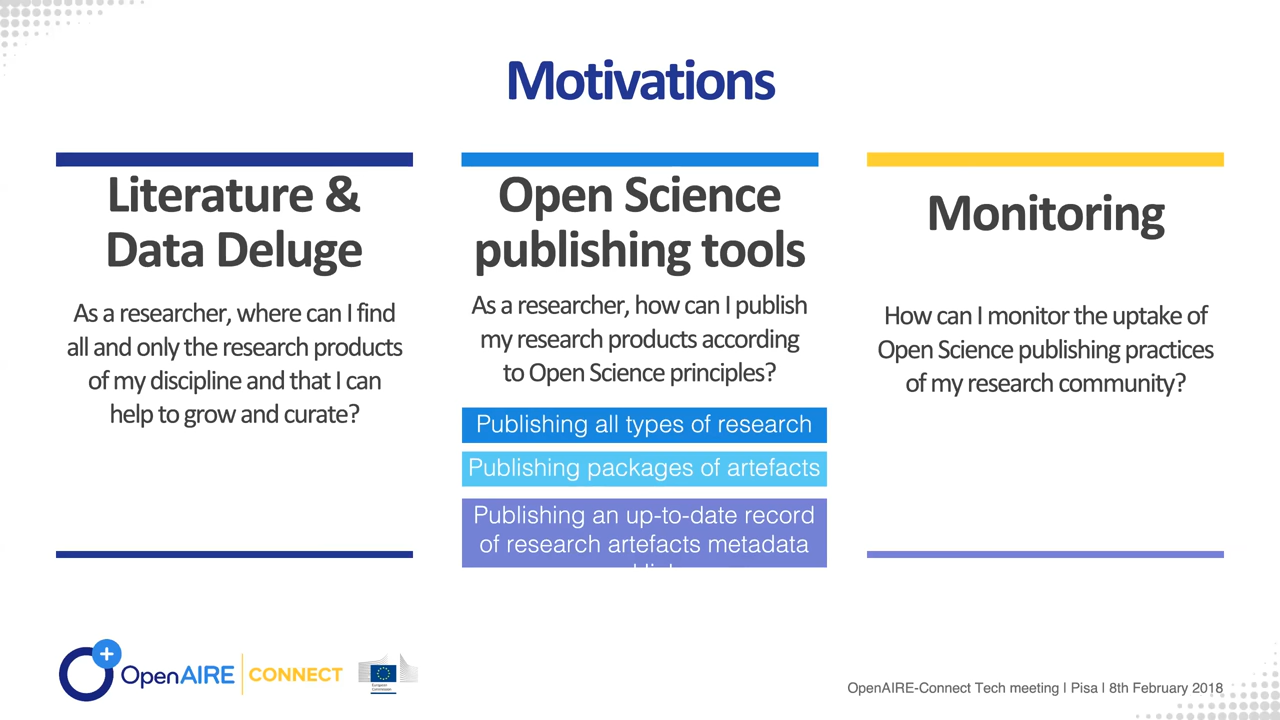 Motivations
Literature &
Data Deluge
As a researcher, where can I find
all and only the research products
of my discipline and that I can
help to grow and curate?
Open Science
publishing tools
As a researcher, how can I publish
my research products according
to Open Science principles?
Publishing all types of research
Publishing packages of artefacts
Publishing an up-to-date record
of research artefacts metadata
Monitoring
How can I monitor the uptake of
Open Science publishing practices
of my research community?
OpenAIRE CONNECT
European
Commission
OpenAIRE-Connect Tech meeting | Pisa | 8th February 2018